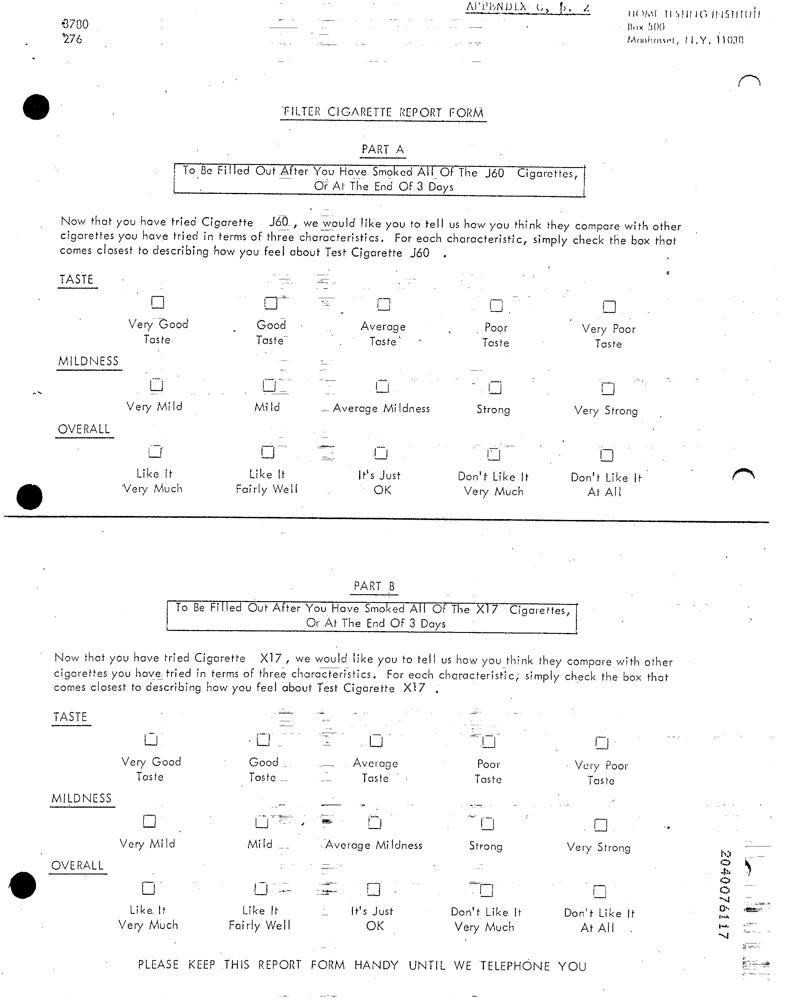 APPENDIX G, p. 2
HOME TESTING INSTITUTE
Box 500
Manhasset, N.Y. 11030
8700
276
FILTER CIGARETTE REPORT FORM
PART A
To Be Filled Out After You Have Smoked All Of The J60 Cigarettes,
Or At The End Of 3 Days
Now that you have tried Cigarette J60, we would like you to tell us how you think they compare with other
cigarettes you have tried in terms of three characteristics. For each characteristic, simply check the box that
comes closest to describing how you feel about Test Cigarette J60 .
TASTE
Very Good Good Average Poor Very Poor
Taste Taste Taste Taste Taste
MILDNESS
Very Mild Mild Average Mildness Strong Very Strong
OVERALL
Like It Like It It's Just Don't Like It Don't Like It
Very Much Fairly Well OK Very Much At All
PART B
To Be Filled Out After You Have Smoked All Of The X17 Cigarettes,
Or At The End Of 3 Days
Now that you have tried Cigarette X17, we would like you to tell us how you think they compare with other
cigarettes you have tried in terms of three characteristics. For each characteristic, simply check the box that
comes closest to describing how you feel about Test Cigarette X17 .
TASTE
Very Good Good Average Poor Very Poor
Taste Taste Taste Taste Taste
MILDNESS
Very Mild Mild Average Mildness Strong Very Strong
OVERALL
Like It Like It It's Just Don't Like It Don't Like It
Very Much Fairly Well OK Very Much At All
PLEASE KEEP THIS REPORT FORM HANDY UNTIL WE TELEPHONE YOU
2040076117